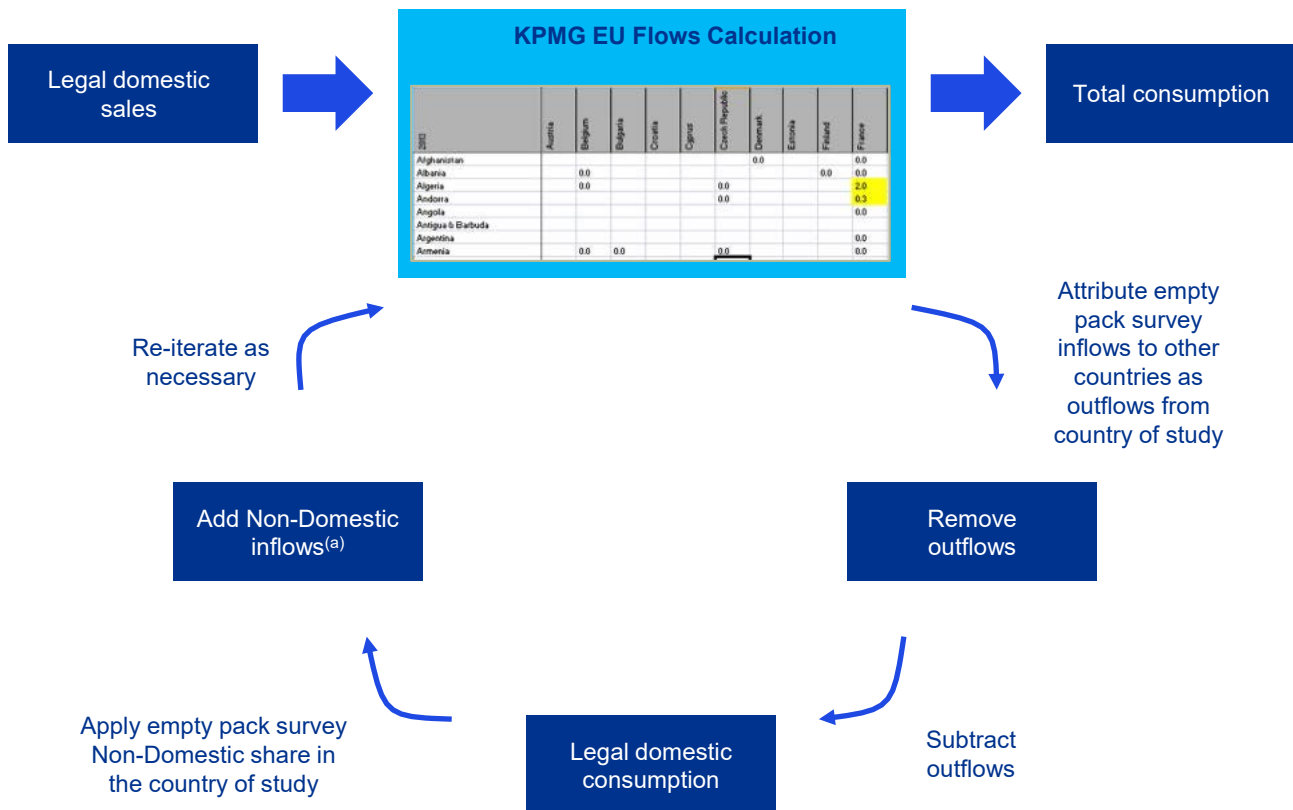 KPMG EU Flows Calculation
Legal domestic
sales
Total consumption
2013 Austria Belgium Bulgaria Croatia Cyprus Czech Republic Denmark Estonia Finland France
Afghanistan 0.0 0.0
Albania 0.0 0.0 0.0
Algeria 0.0 0.0 2.0
Andorra 0.0 0.3
Angola 0.0
Antigua & Barbuda
Argentina 0.0
Armenia 0.0 0.0 0.0 0.0
Attribute empty
pack survey
inflows to other
countries as
outflows from
country of study
Re-iterate as
necessary
Add Non-Domestic
inflows(a)
Remove
outflows
Apply empty pack survey
Non-Domestic share in
the country of study
Legal domestic
consumption
Subtract
outflows